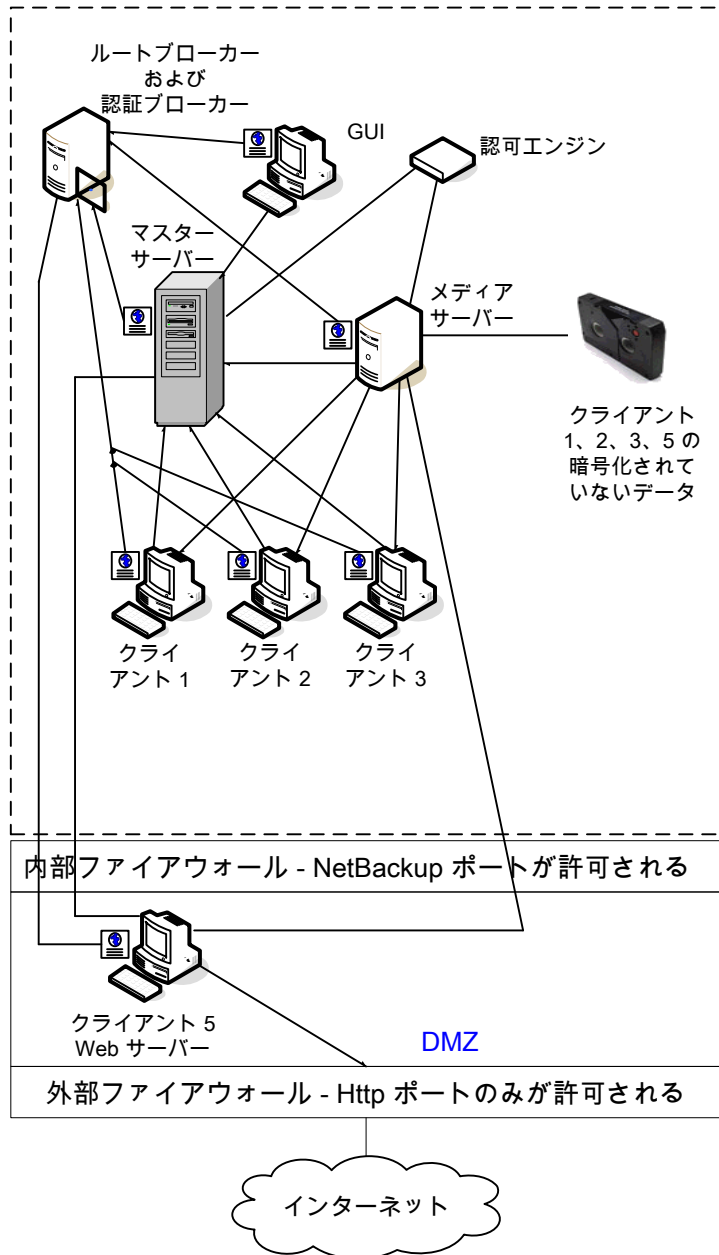 ルートブローカー
および
認証ブローカー
GUI
認可エンジン
マスター
サーバー
メディア
サーバー
クライアント
1、2、3、5 の
暗号化されて
いないデータ
クライ
アント 1
クライ
アント 2
クライ
アント 3
内部ファイアウォール - NetBackup ポートが許可される
クライアント 5
Web サーバー
DMZ
外部ファイアウォール - Http ポートのみが許可される
インターネット